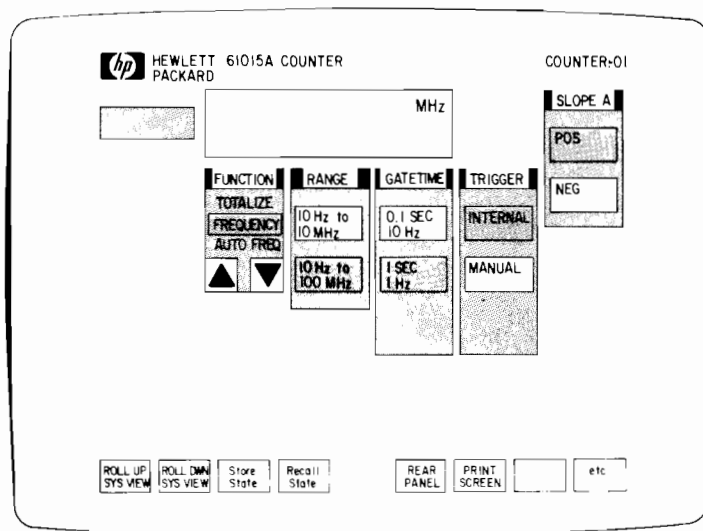 hp HEWLETT 61015A COUNTER
PACKARD
COUNTER-01
MHz
SLOPE A
POS
NEG
FUNCTION
TOTALIZE
FREQUENCY
AUTO FREQ
RANGE
10 Hz to
10 MHz
10 Hz to
100 MHz
GATETIME
0.1 SEC
10 Hz
1 SEC
1 Hz
TRIGGER
INTERNAL
MANUAL
ROLL UP
SYS VIEW
ROLL DWN
SYS VIEW
Store
State
Recall
State
REAR
PANEL
PRINT
SCREEN
etc